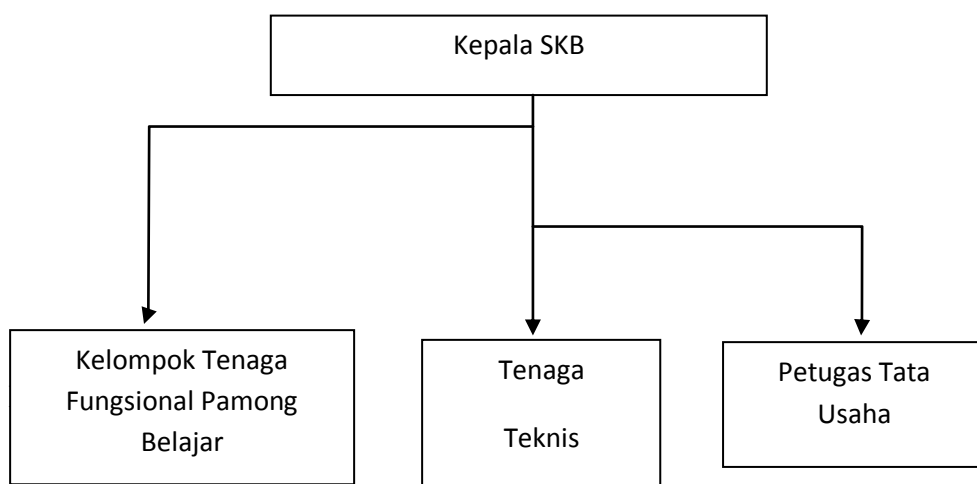 Kepala SKB
Kelompok Tenaga
Fungsional Pamong
Belajar
Tenaga
Teknis
Petugas Tata
Usaha